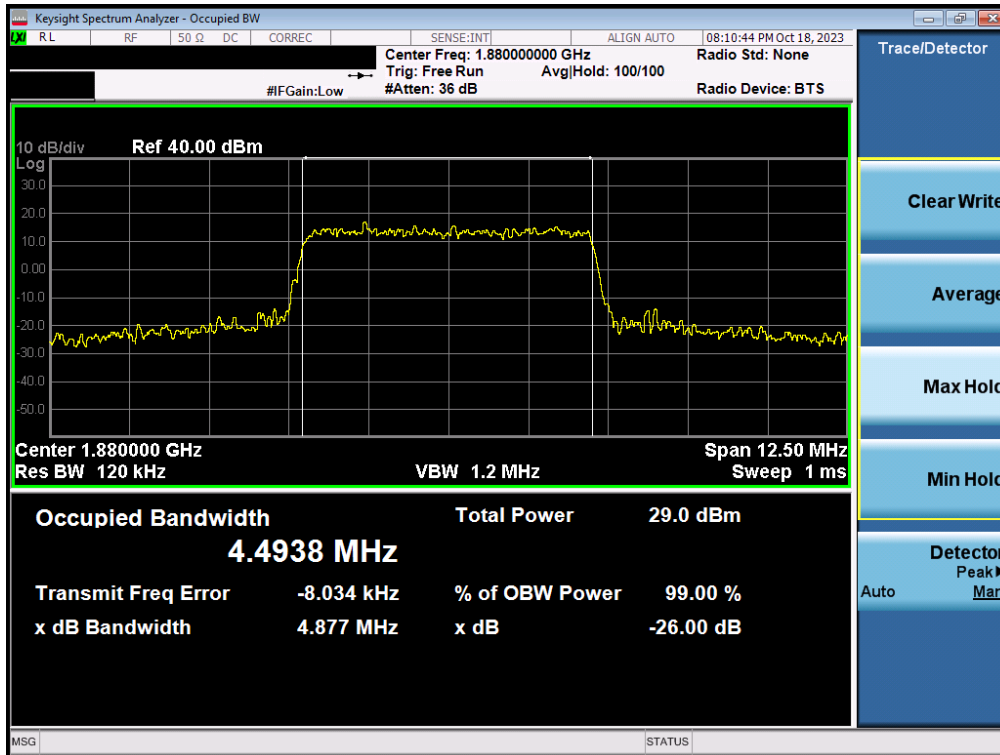 Keysight Spectrum Analyzer - Occupied BW
LXI RL RF 50 Ω DC CORREC SENSE:INT ALIGN AUTO 08:10:44 PM Oct 18, 2023
Center Freq: 1.880000000 GHz Radio Std: None
Trig: Free Run Avg|Hold: 100/100
#IFGain:Low #Atten: 36 dB Radio Device: BTS
Trace/Detector
10 dB/div Ref 40.00 dBm
Log
30.0
20.0
10.0
0.00
-10.0
-20.0
-30.0
-40.0
-50.0
Center 1.880000 GHz Span 12.50 MHz
Res BW 120 kHz VBW 1.2 MHz Sweep 1 ms
Occupied Bandwidth Total Power 29.0 dBm
4.4938 MHz
Transmit Freq Error -8.034 kHz % of OBW Power 99.00 %
x dB Bandwidth 4.877 MHz x dB -26.00 dB
Clear Write
Average
Max Hold
Min Hold
Detector
Peak
Auto Man
MSG STATUS